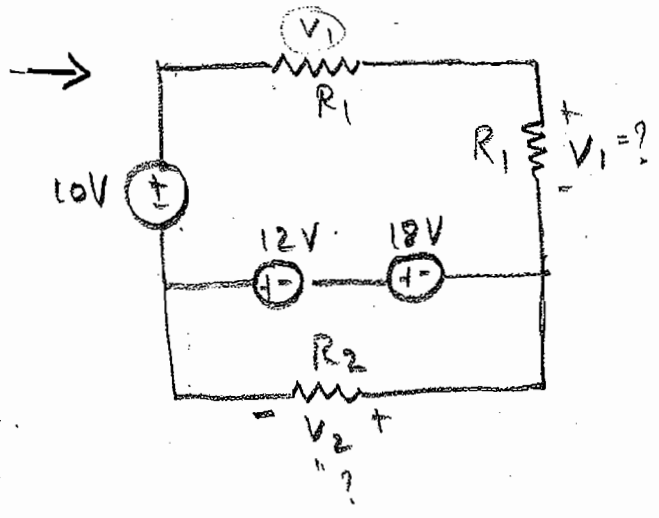 V1
R1
R1
+
V1 = ?
-
10V
+
-
12V
18V
+ -
+ -
R2
- +
V2
"
?